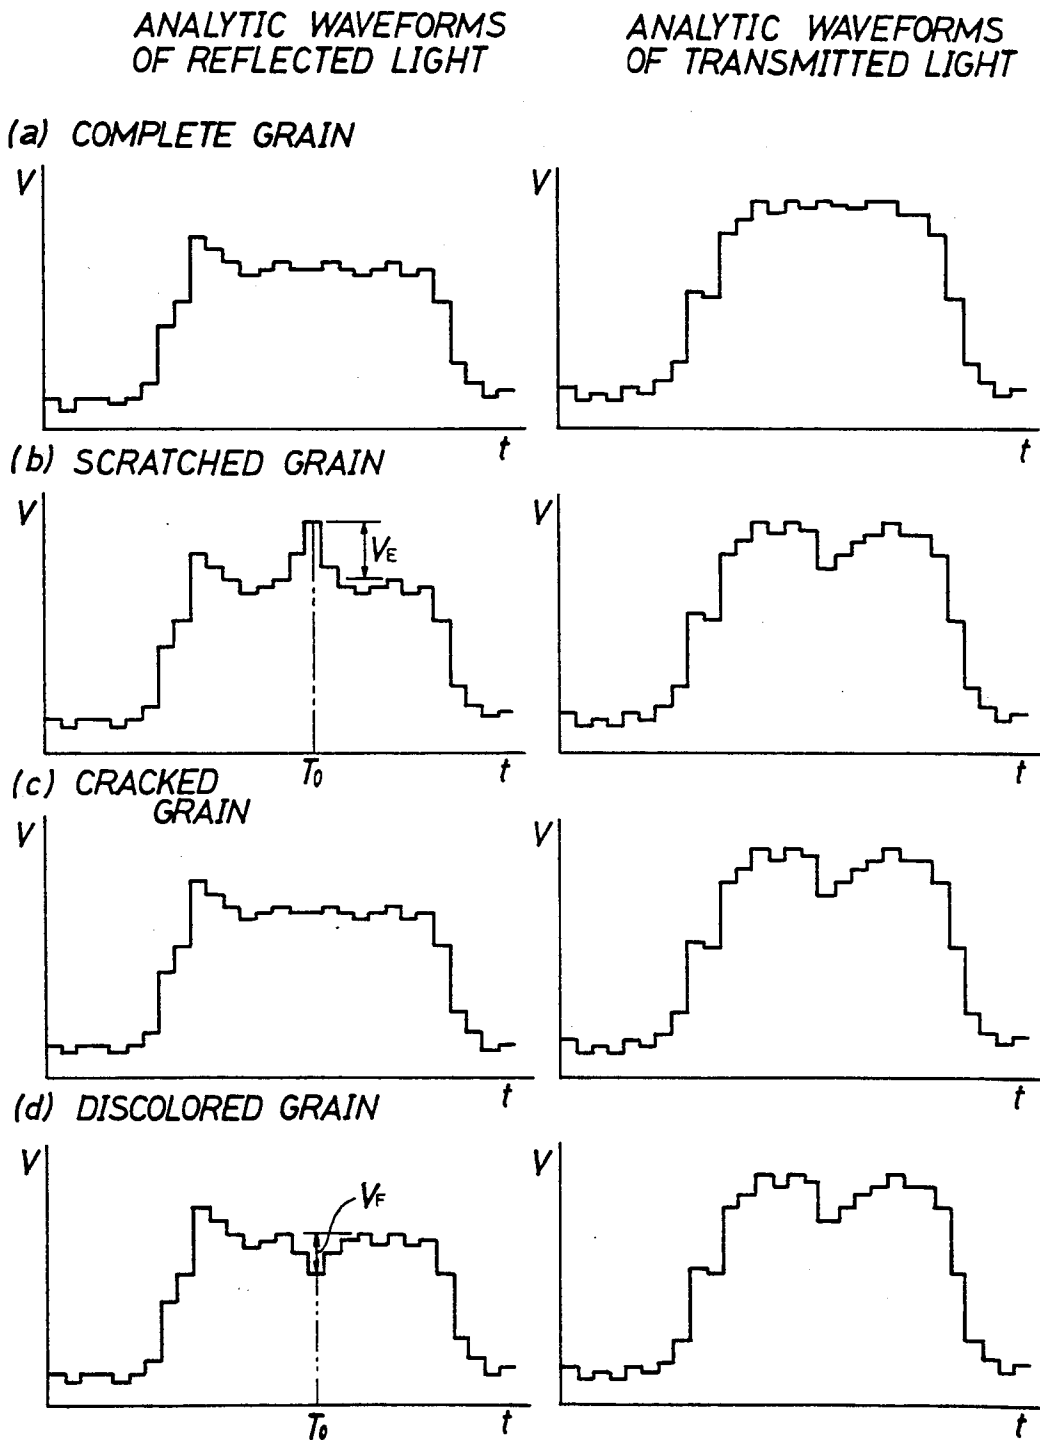 ANALYTIC WAVEFORMS
OF REFLECTED LIGHT
ANALYTIC WAVEFORMS
OF TRANSMITTED LIGHT
(a) COMPLETE GRAIN
V
t
V
t
(b) SCRATCHED GRAIN
V
VE
T0
t
V
t
(c) CRACKED
GRAIN
V
t
V
t
(d) DISCOLORED GRAIN
V
VF
T0
t
V
t